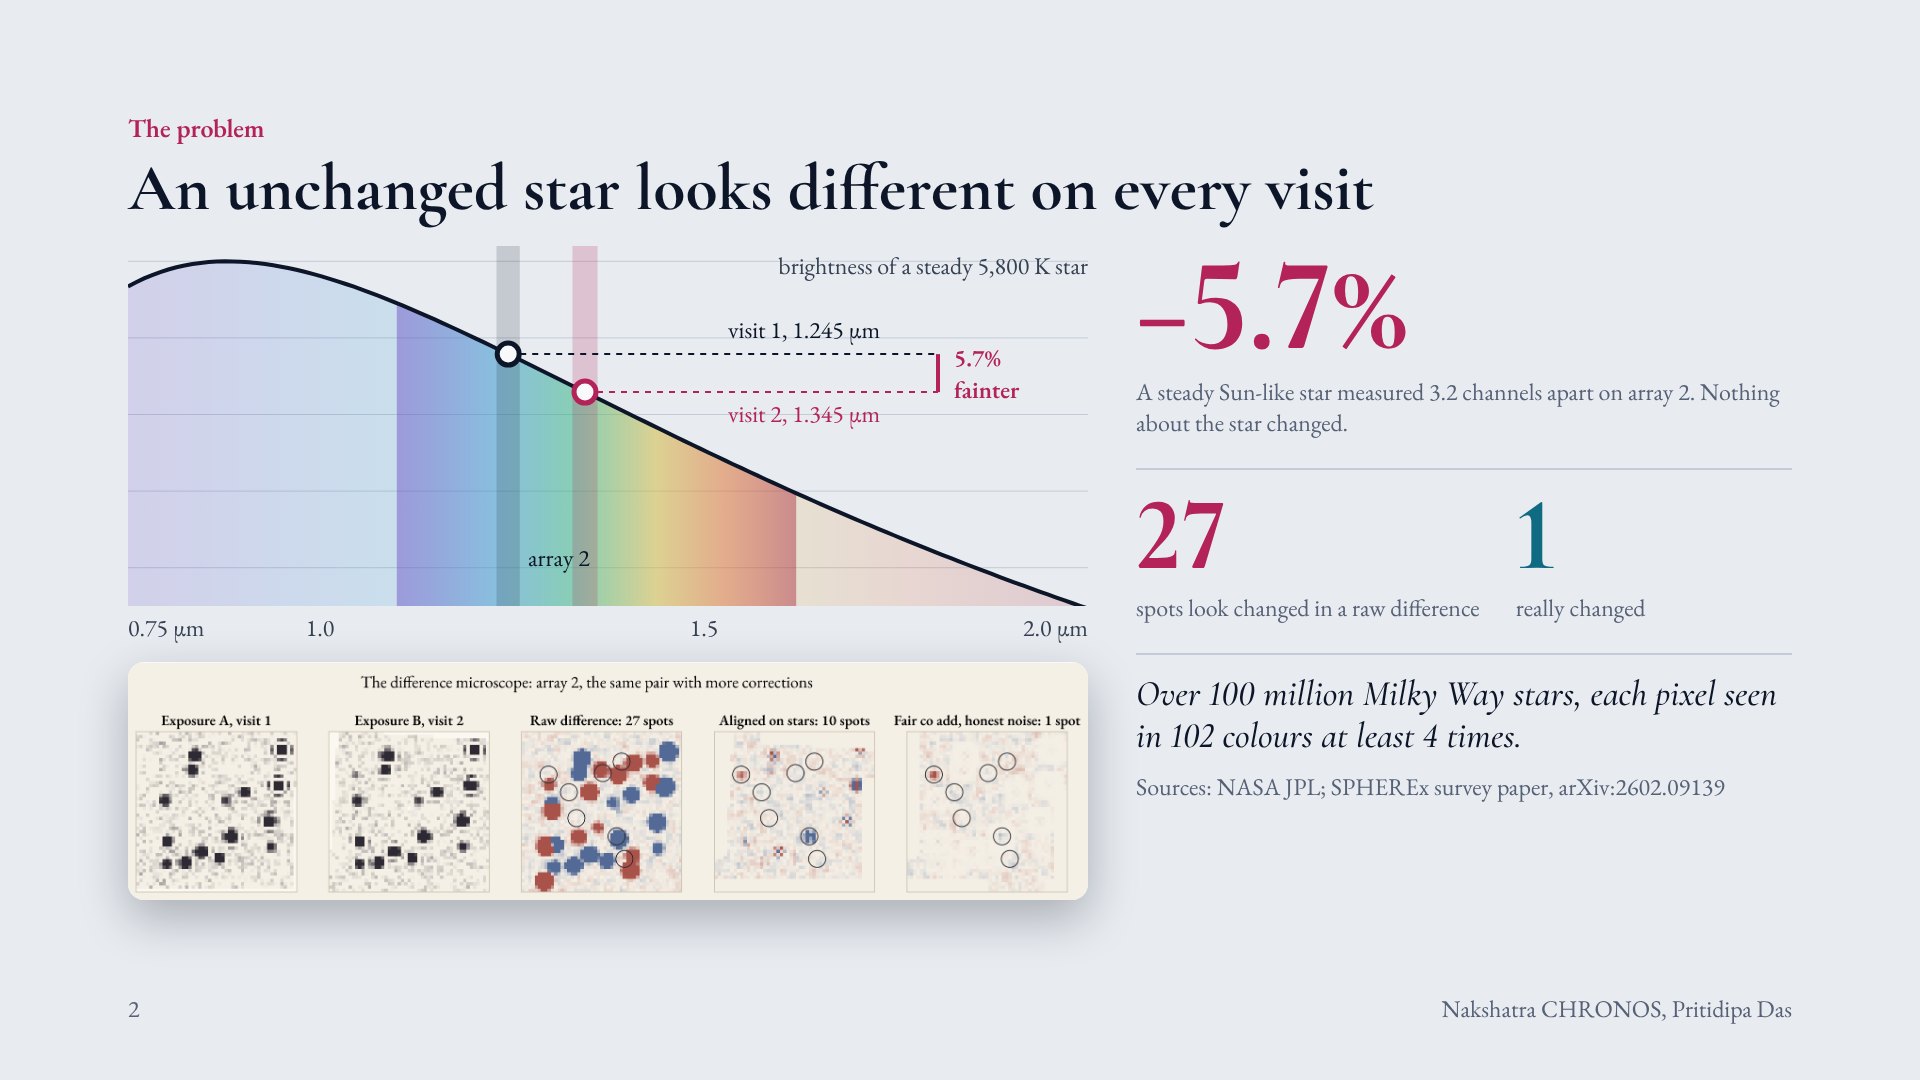 The problem
An unchanged star looks different on every visit
brightness of a steady 5,800 K star
visit 1, 1.245 µm
5.7%
fainter
visit 2, 1.345 µm
array 2
0.75 µm 1.0 1.5 2.0 µm
The difference microscope: array 2, the same pair with more corrections
Exposure A, visit 1 Exposure B, visit 2 Raw difference: 27 spots Aligned on stars: 10 spots Fair co add, honest noise: 1 spot
–5.7%
A steady Sun-like star measured 3.2 channels apart on array 2. Nothing
about the star changed.
27 1
spots look changed in a raw difference really changed
Over 100 million Milky Way stars, each pixel seen
in 102 colours at least 4 times.
Sources: NASA JPL; SPHEREx survey paper, arXiv:2602.09139
2 Nakshatra CHRONOS, Pritidipa Das